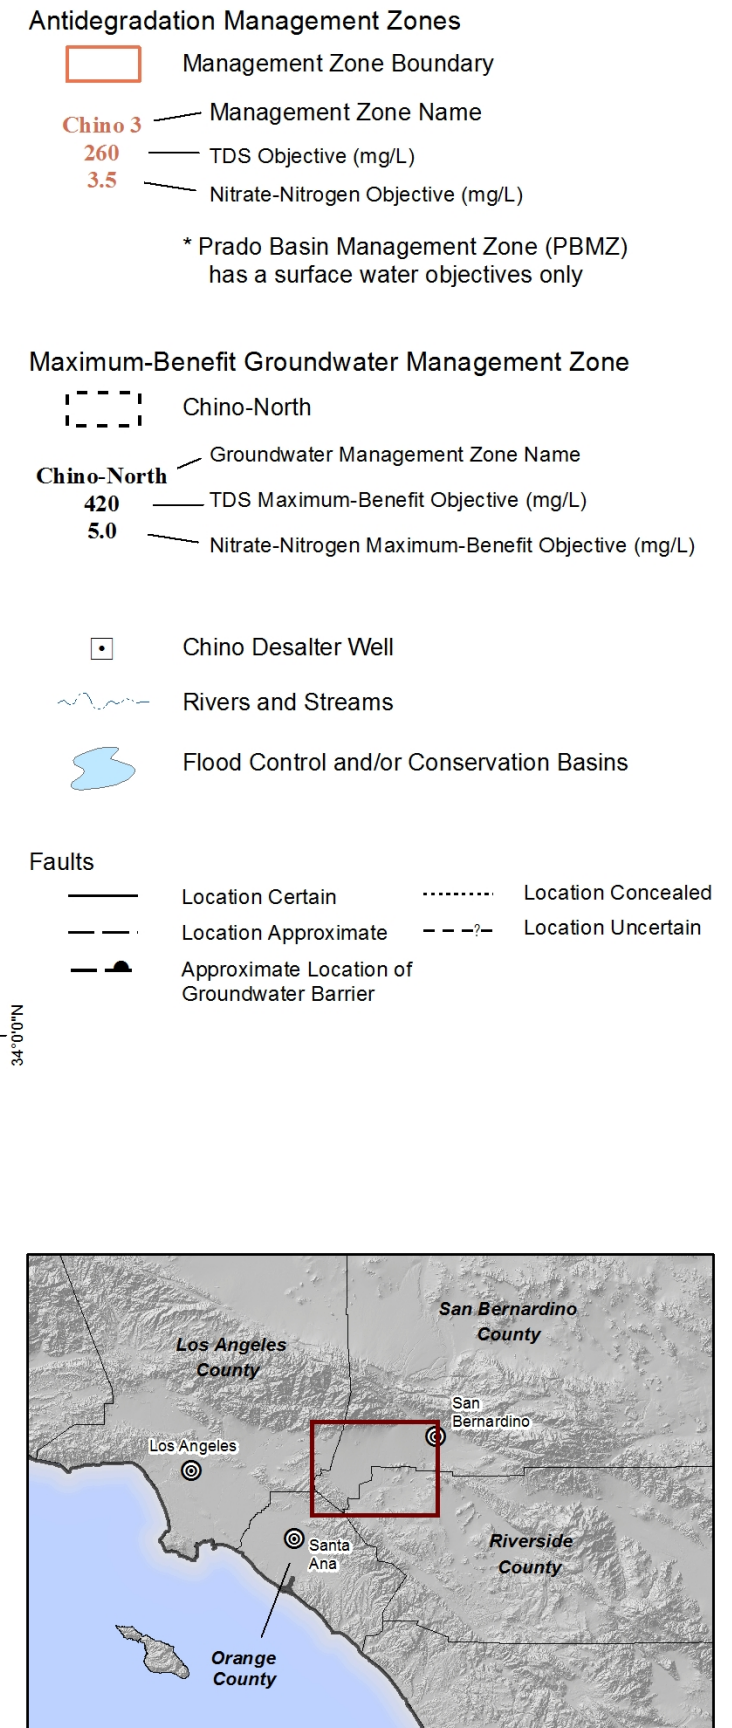 Antidegradation Management Zones
Management Zone Boundary
Chino 3
Management Zone Name
260
TDS Objective (mg/L)
3.5
Nitrate-Nitrogen Objective (mg/L)
* Prado Basin Management Zone (PBMZ)
has a surface water objectives only
Maximum-Benefit Groundwater Management Zone
Chino-North
Groundwater Management Zone Name
Chino-North
420
TDS Maximum-Benefit Objective (mg/L)
5.0
Nitrate-Nitrogen Maximum-Benefit Objective (mg/L)
Chino Desalter Well
Rivers and Streams
Flood Control and/or Conservation Basins
Faults
Location Certain
Location Concealed
Location Approximate
?
Location Uncertain
Approximate Location of
Groundwater Barrier
34°0'0"N
San Bernardino
County
Los Angeles
County
San
Bernardino
Los Angeles
Santa
Ana
Riverside
County
Orange
County